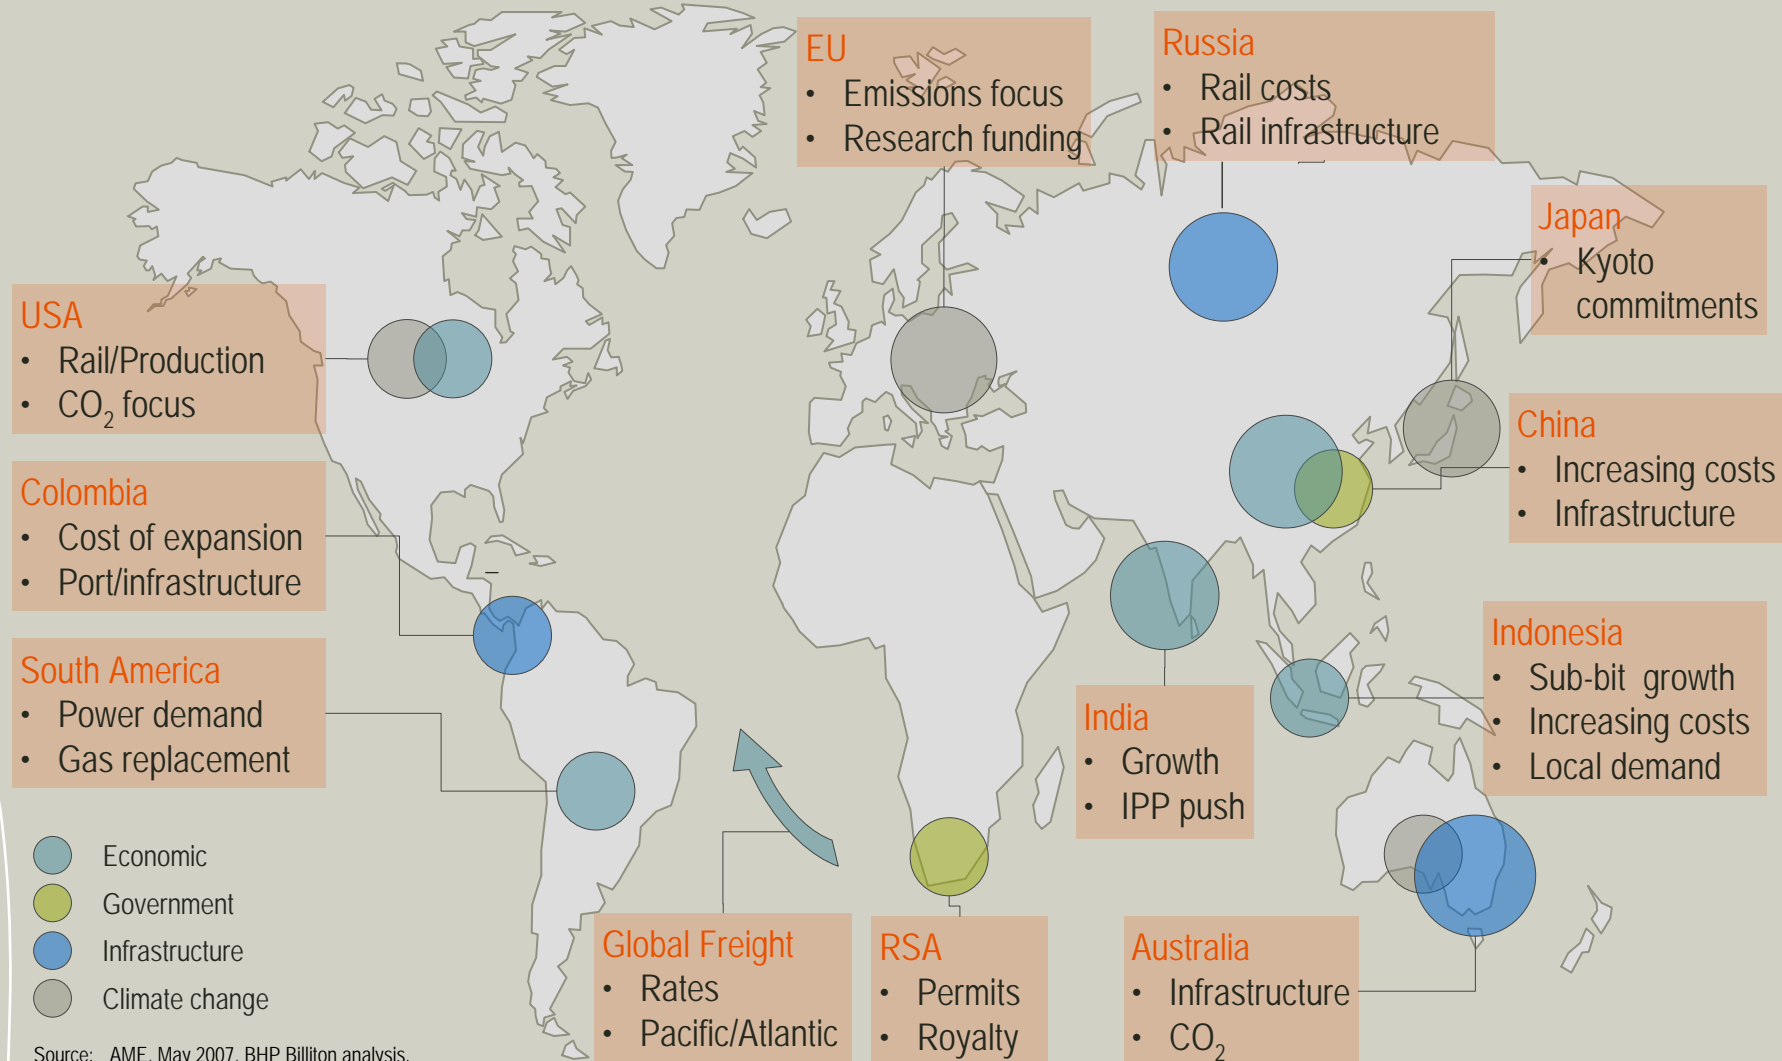 EU
• Emissions focus
• Research funding
Russia
• Rail costs
• Rail infrastructure
Japan
• Kyoto
commitments
USA
• Rail/Production
• CO₂ focus
China
• Increasing costs
• Infrastructure
Colombia
• Cost of expansion
• Port/infrastructure
South America
• Power demand
• Gas replacement
India
• Growth
• IPP push
Indonesia
• Sub-bit growth
• Increasing costs
• Local demand
Economic
Government
Infrastructure
Climate change
Global Freight
• Rates
• Pacific/Atlantic
RSA
• Permits
• Royalty
Australia
• Infrastructure
• CO₂
Source: AME, May 2007, BHP Billiton analysis.